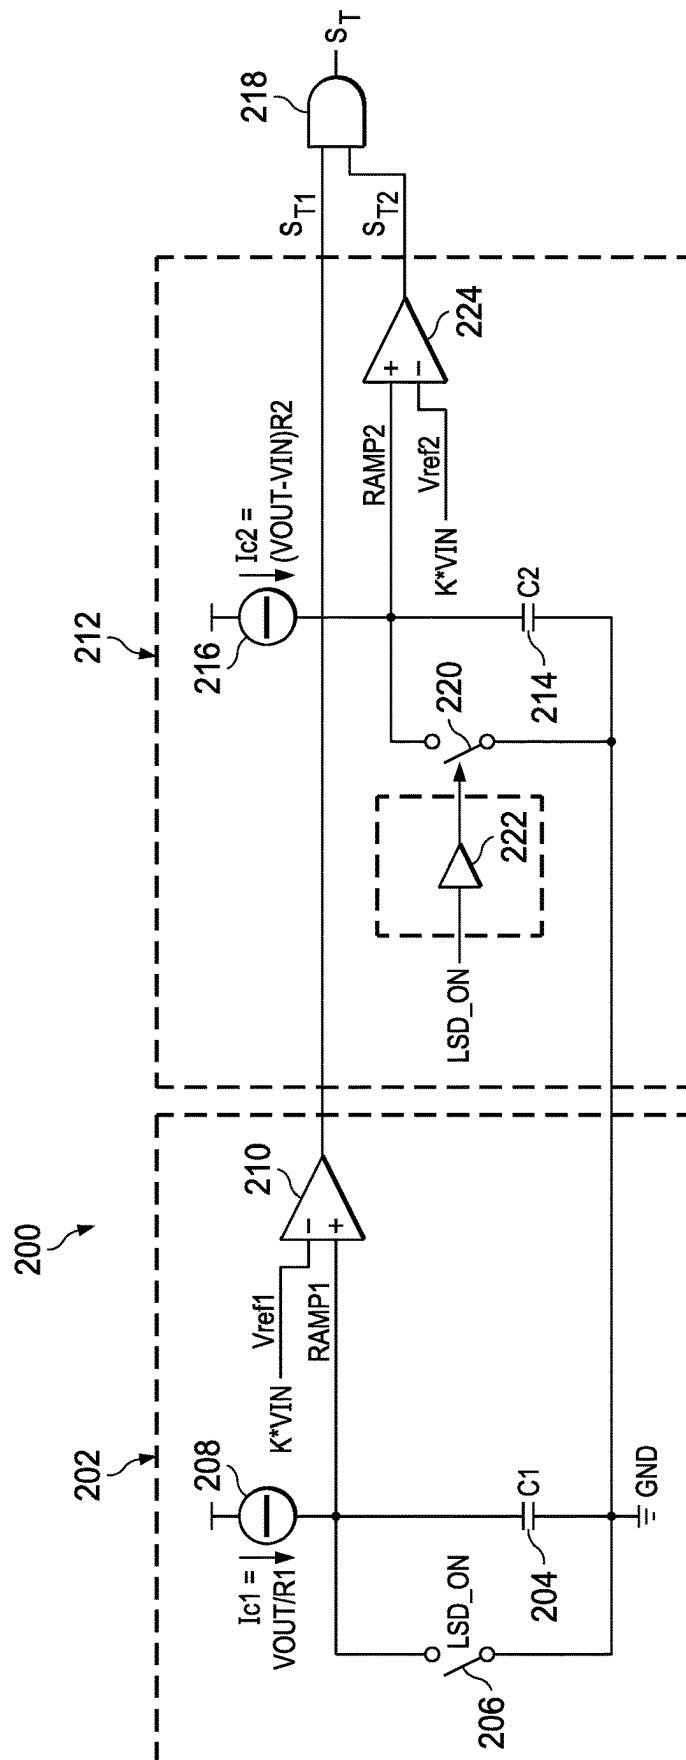 200
202
Ic1 =
VOUT/R1
208
K*VIN
Vref1
RAMP1
-
+
210
LSD_ON
206
C1
204
GND
212
216
Ic2 =
(VOUT-VIN)R2
LSD_ON
222
220
C2
214
RAMP2
K*VIN
Vref2
+
-
224
ST1
ST2
218
ST